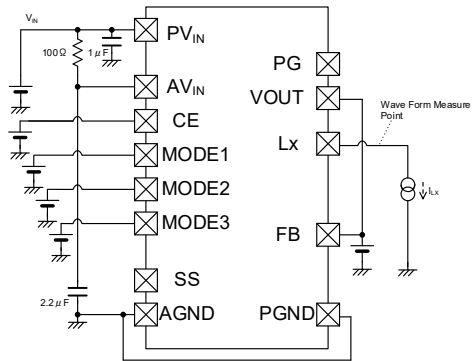 VIN
PVIN
100Ω
1μF
AVIN
CE
MODE1
MODE2
MODE3
SS
2.2μF
AGND
PG
VOUT
Wave Form Measure
Point
Lx
ILX
FB
PGND